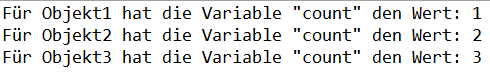 Für Objekt1 hat die Variable "count" den Wert: 1
Für Objekt2 hat die Variable "count" den Wert: 2
Für Objekt3 hat die Variable "count" den Wert: 3